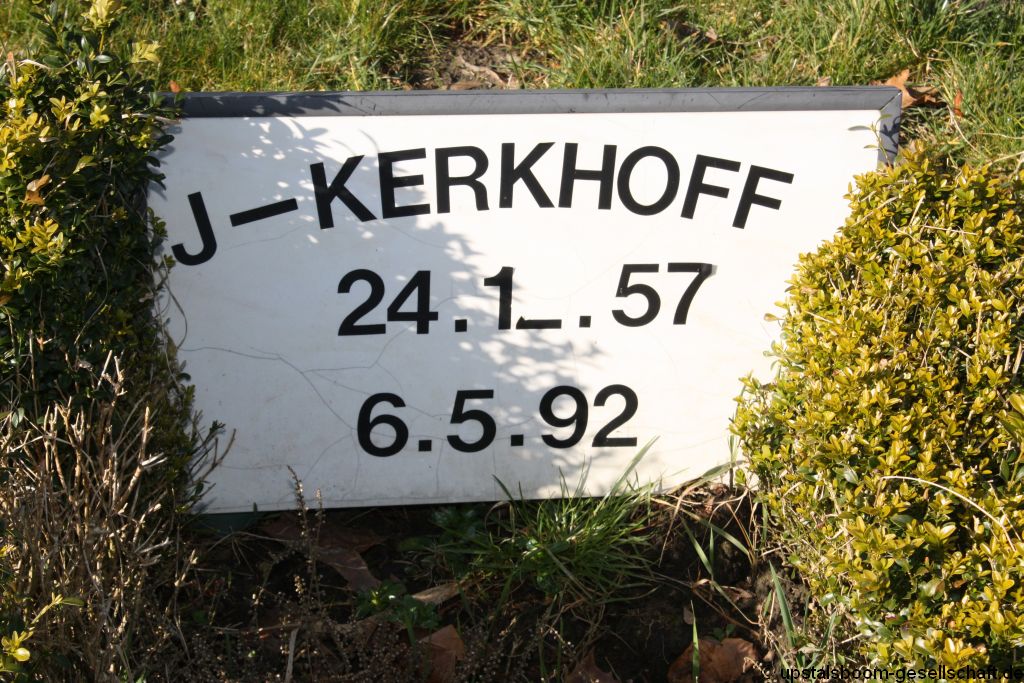 J-KERKHOFF
24.1_.57
6.5.92
upstalsboom-gesellschaft.de